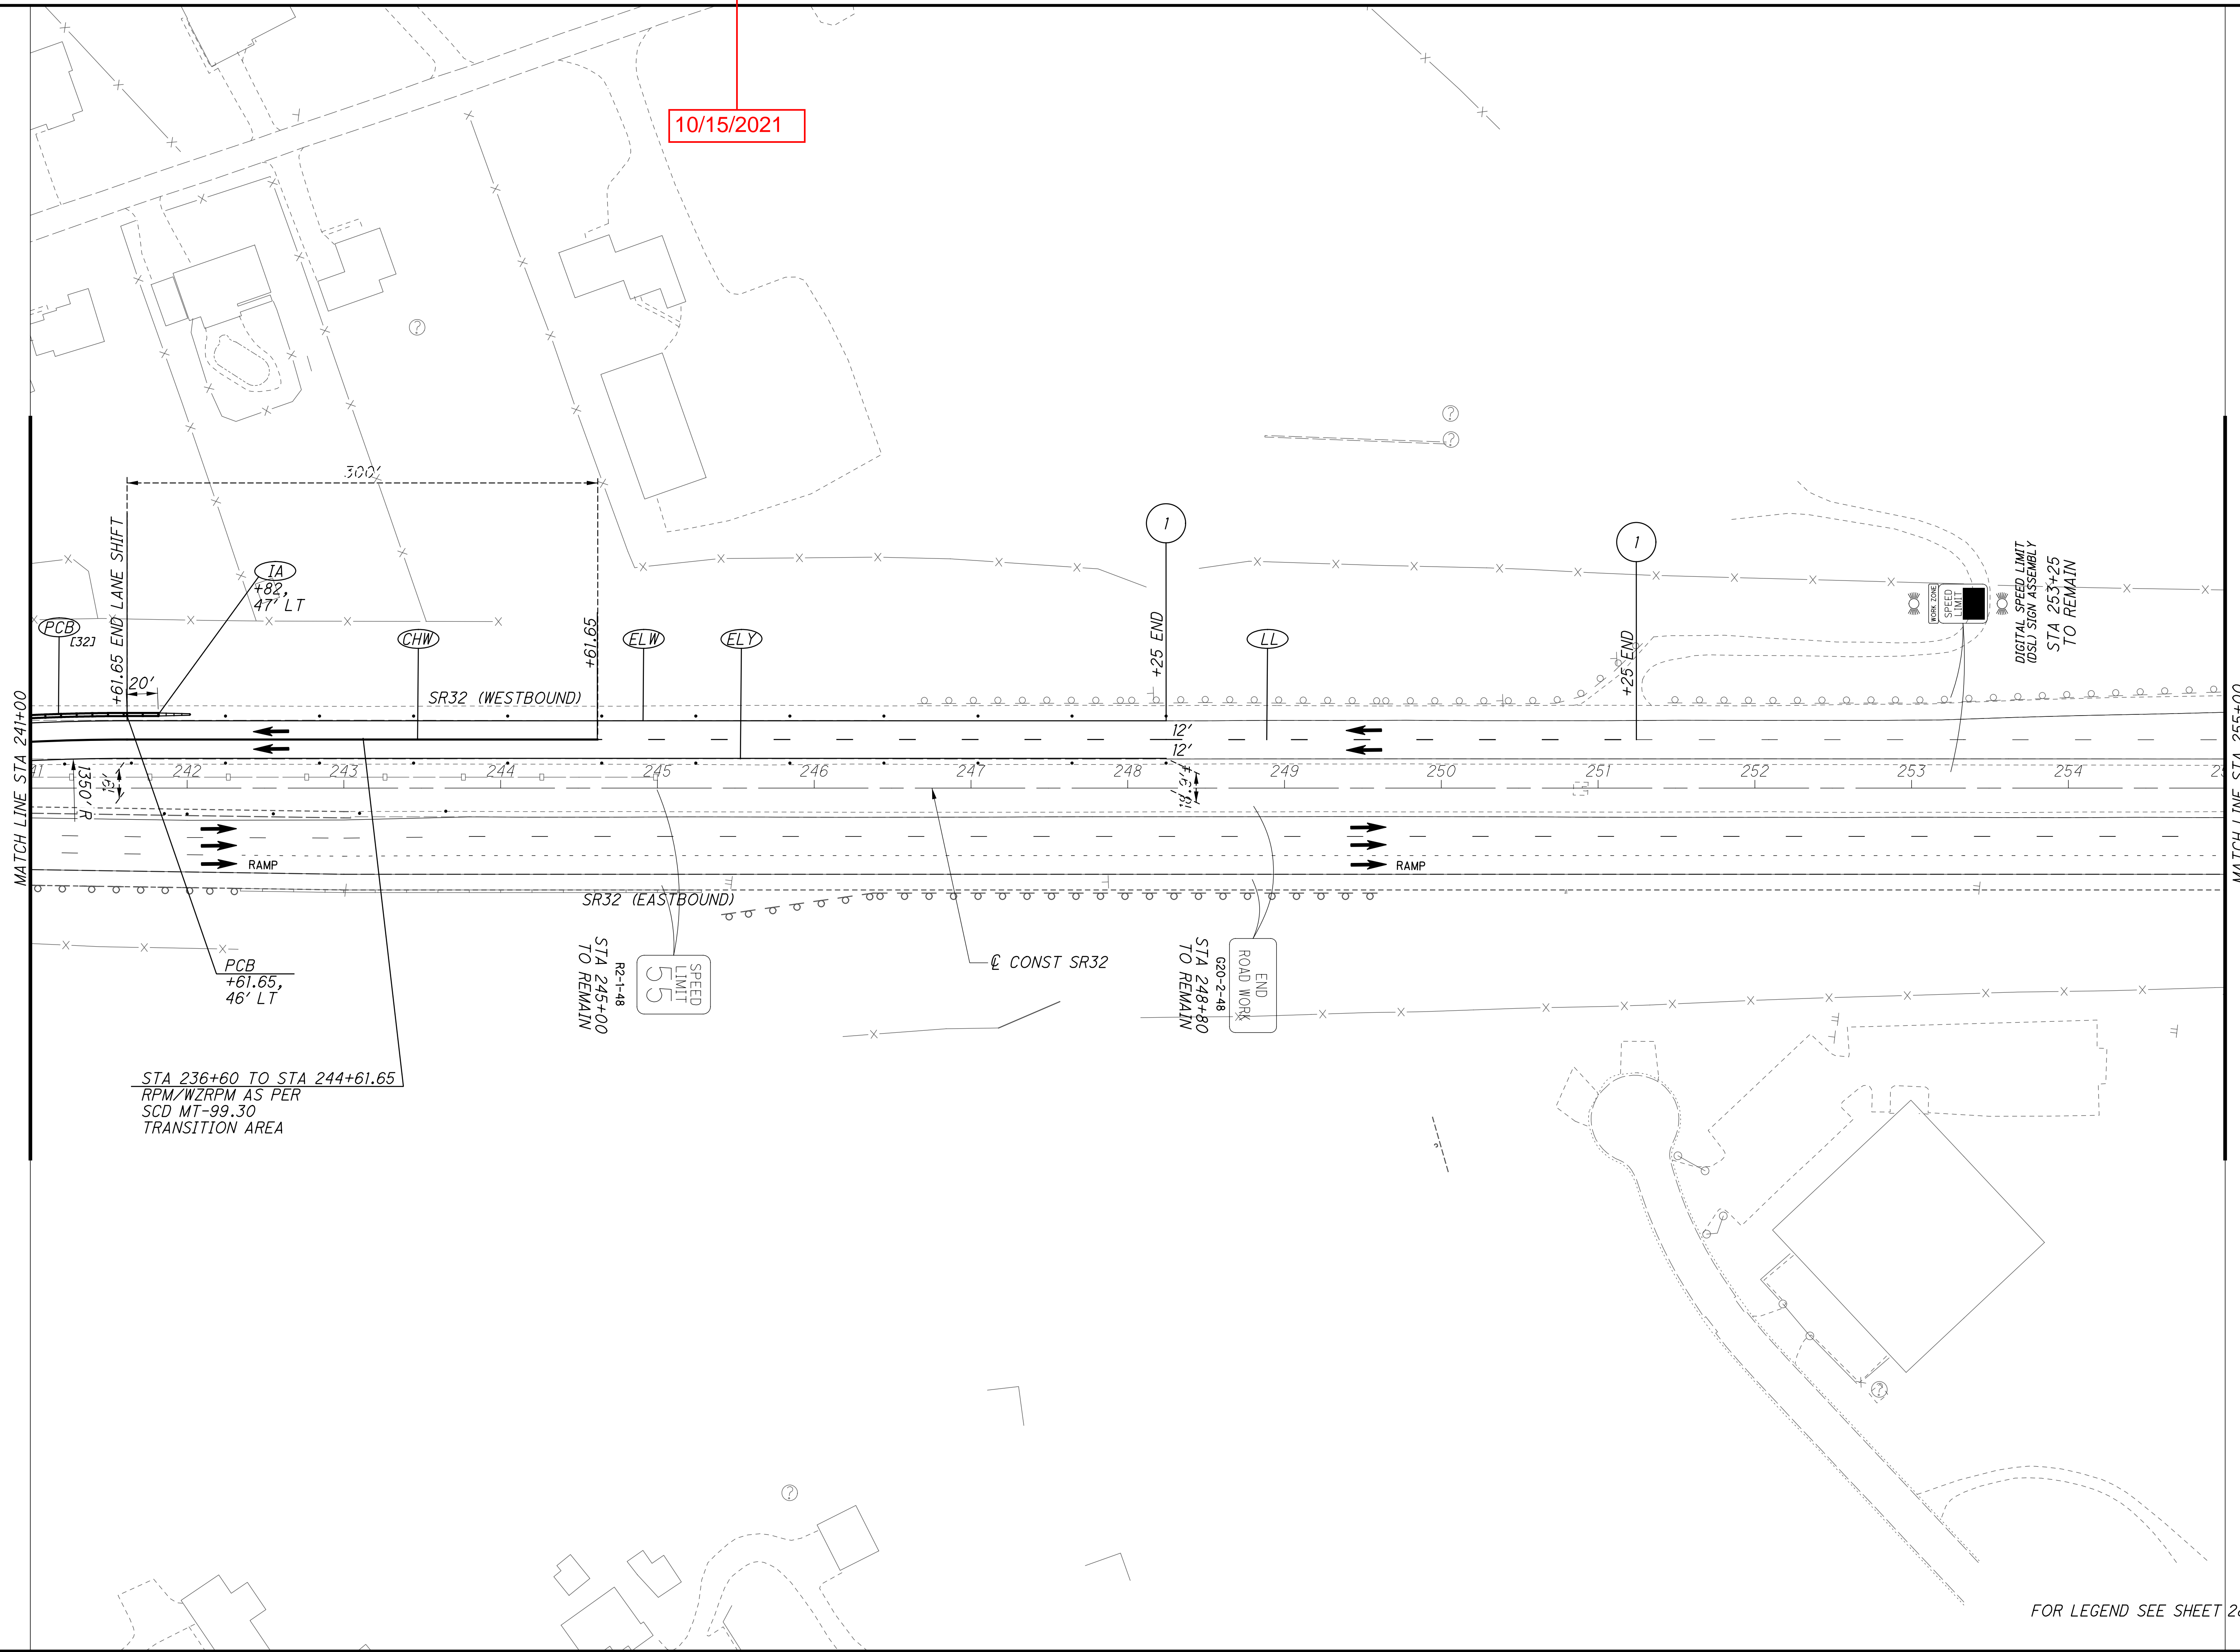 10/15/2021
300'
+61.65 END LANE SHIFT
IA
+82,
47' LT
PCB
[32]
20'
CHW
+61.65
ELW
ELY
1
+25 END
LL
1
+25 END
WORK ZONE
SPEED
LIMIT
DIGITAL SPEED LIMIT
(DSL) SIGN ASSEMBLY
STA 253+25
TO REMAIN
SR32 (WESTBOUND)
12'
12'
MATCH LINE STA 241+00
MATCH LINE STA 255+00
242
243
244
245
246
247
248
249
250
251
252
253
254
1350' R
RAMP
RAMP
SR32 (EASTBOUND)
PCB
+61.65,
46' LT
STA 245+00
TO REMAIN
R2-1-48
SPEED
LIMIT
55
℄ CONST SR32
STA 248+80
TO REMAIN
G20-2-48
END
ROAD WORK
STA 236+60 TO STA 244+61.65
RPM/WZRPM AS PER
SCD MT-99.30
TRANSITION AREA
FOR LEGEND SEE SHEET